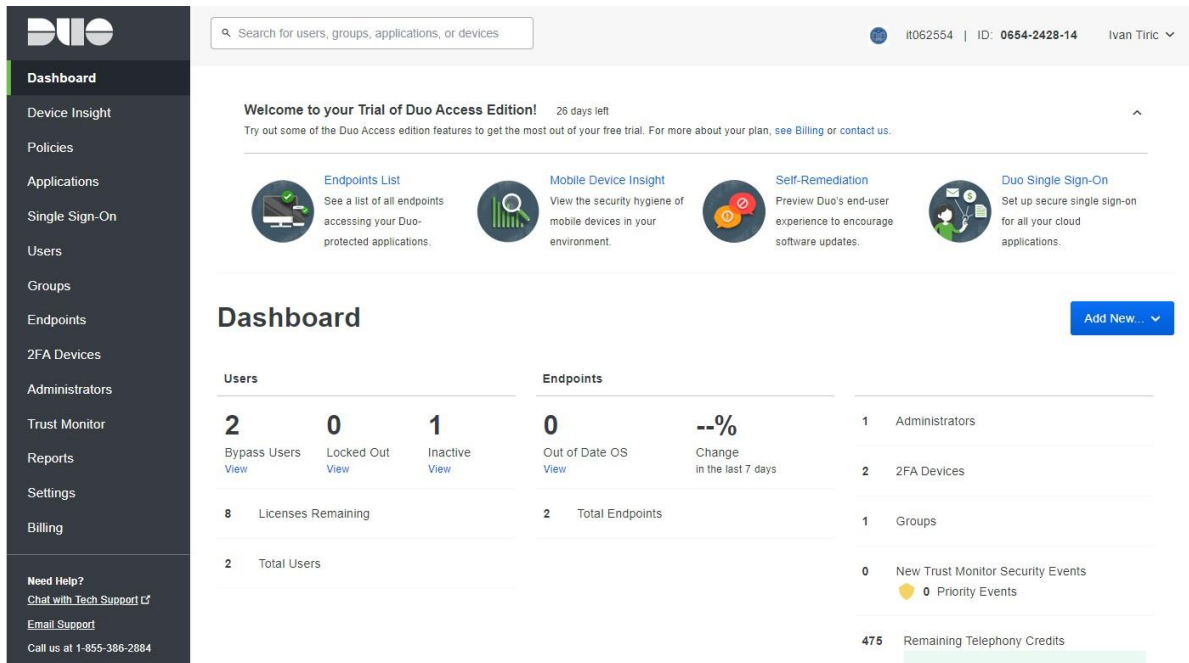 DUO
Search for users, groups, applications, or devices
it062554 | ID: 0654-2428-14 Ivan Tiric
Dashboard
Device Insight
Policies
Applications
Single Sign-On
Users
Groups
Endpoints
2FA Devices
Administrators
Trust Monitor
Reports
Settings
Billing
Need Help?
Chat with Tech Support
Email Support
Call us at 1-855-386-2884
Welcome to your Trial of Duo Access Edition! 26 days left
Try out some of the Duo Access edition features to get the most out of your free trial. For more about your plan, see Billing or contact us.
Endpoints List
See a list of all endpoints
accessing your Duo-
protected applications.
Mobile Device Insight
View the security hygiene of
mobile devices in your
environment.
Self-Remediation
Preview Duo's end-user
experience to encourage
software updates.
Duo Single Sign-On
Set up secure single sign-on
for all your cloud
applications.
Dashboard
Add New...
Users
2
Bypass Users
View
0
Locked Out
View
1
Inactive
View
8 Licenses Remaining
2 Total Users
Endpoints
0
Out of Date OS
View
--%
Change
in the last 7 days
2 Total Endpoints
1 Administrators
2 2FA Devices
1 Groups
0 New Trust Monitor Security Events
0 Priority Events
475 Remaining Telephony Credits